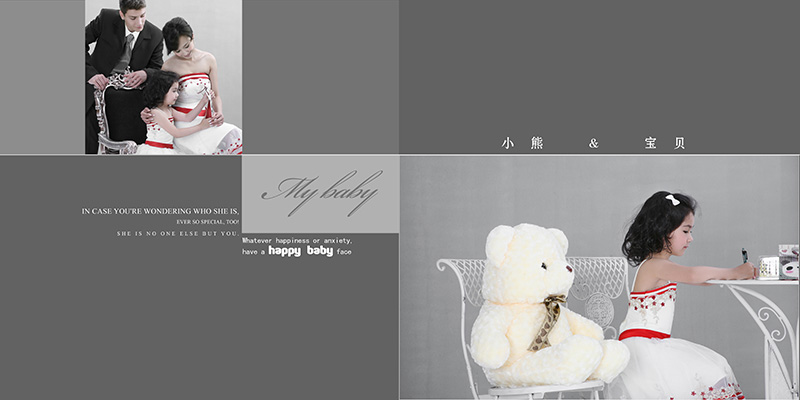 小熊 & 宝贝
My baby
IN CASE YOU'RE WONDERING WHO SHE IS,
EVER SO SPECIAL, TOO!
SHE IS NO ONE ELSE BUT YOU.
Whatever happiness or anxiety,
have a happy baby face